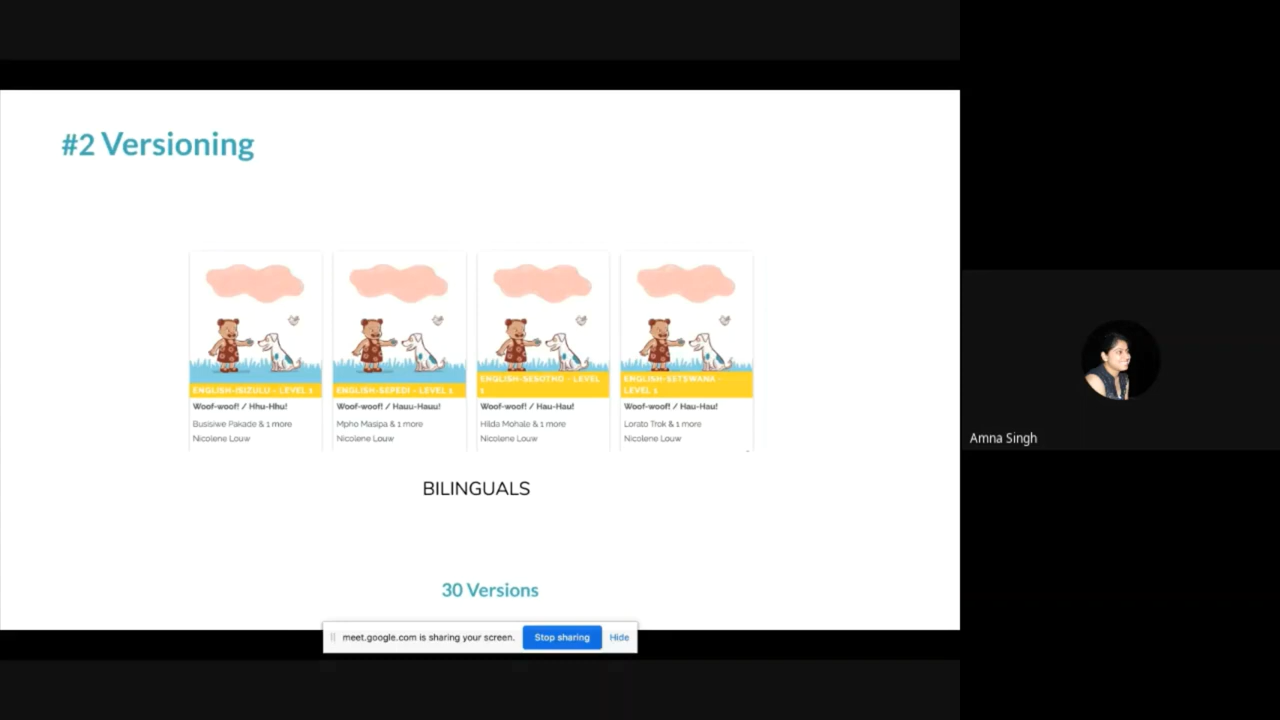 #2 Versioning
ENGLISH-ISIZULU - LEVEL 1
Woof-woof! / Hhu-Hhu!
Busisiwe Pakade & 1 more
Nicolene Louw
ENGLISH-SEPEDI - LEVEL 1
Woof-woof! / Hauu-Hauu!
Mpho Masipa & 1 more
Nicolene Louw
ENGLISH-SESOTHO - LEVEL
1
Woof-woof! / Hau-Hau!
Hilda Mohale & 1 more
Nicolene Louw
ENGLISH-SETSWANA
LEVEL 1
Woof-woof! / Hau-Hau!
Lorato Trok & 1 more
Nicolene Louw
BILINGUALS
30 Versions
meet.google.com is sharing your screen.
Stop sharing
Hide
Amna Singh